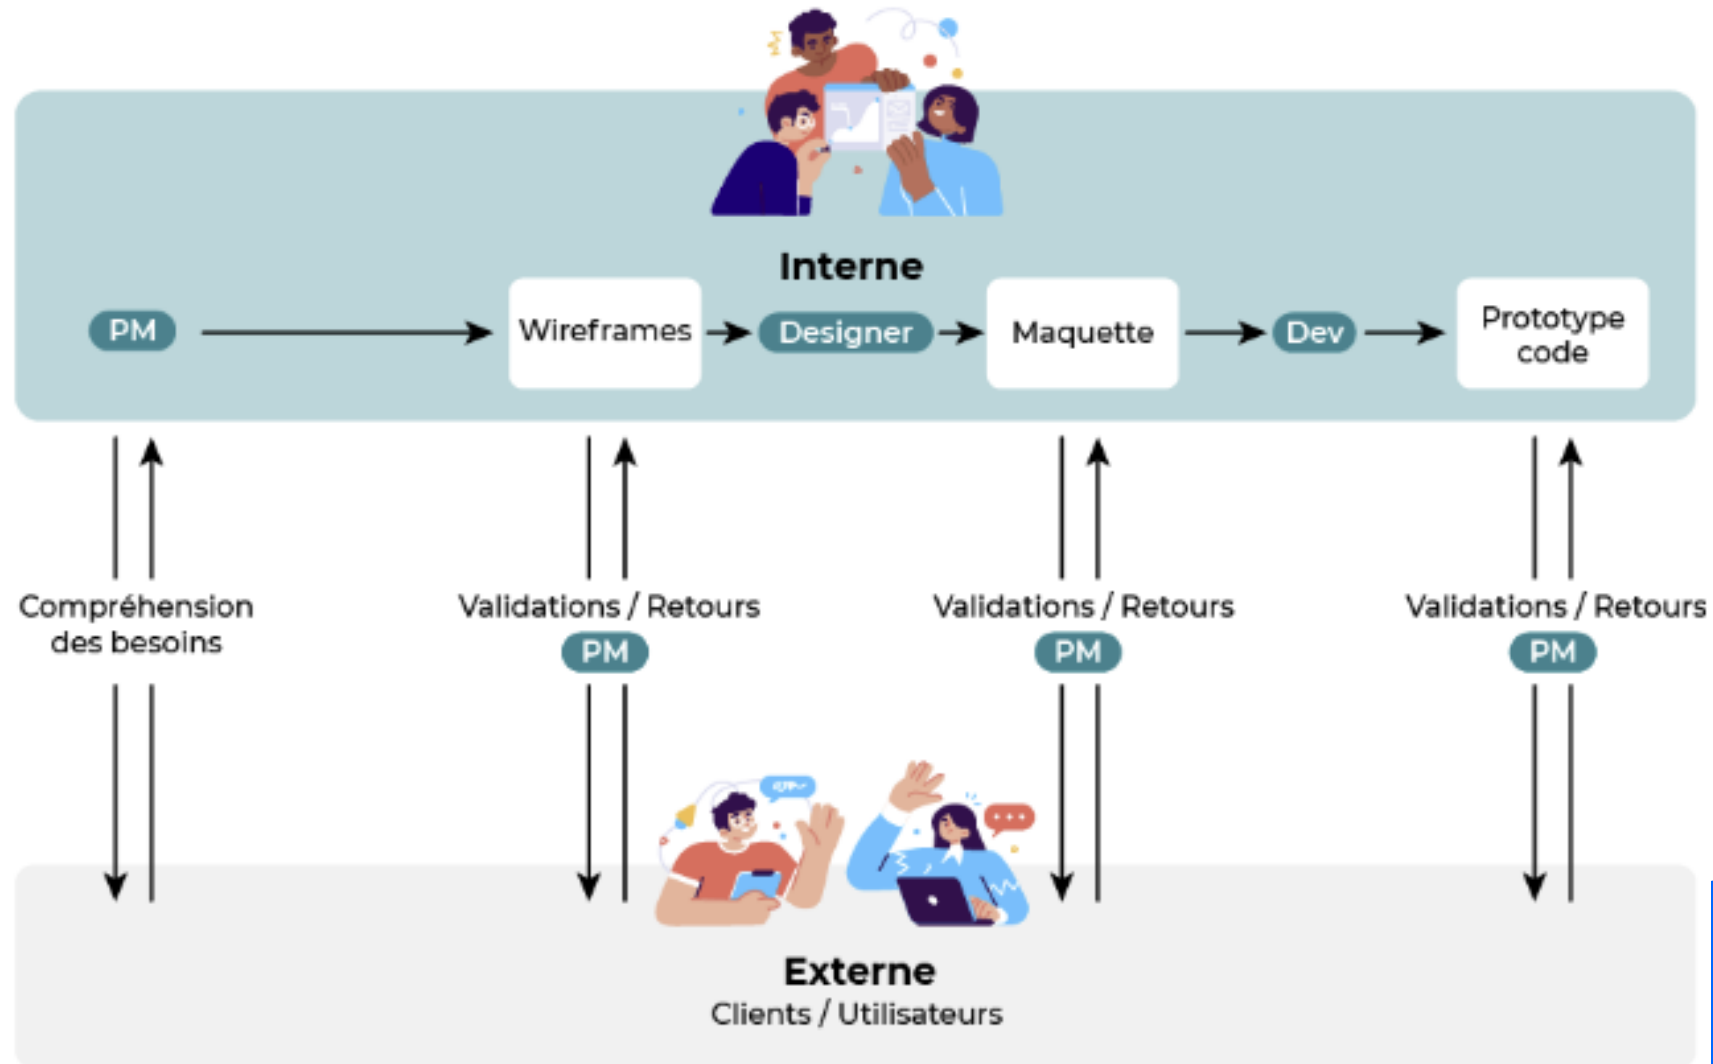 Interne
PM
Wireframes
Designer
Maquette
Dev
Prototype
code
Compréhension
des besoins
Validations / Retours
PM
Validations / Retours
PM
Validations / Retours
PM
Externe
Clients / Utilisateurs